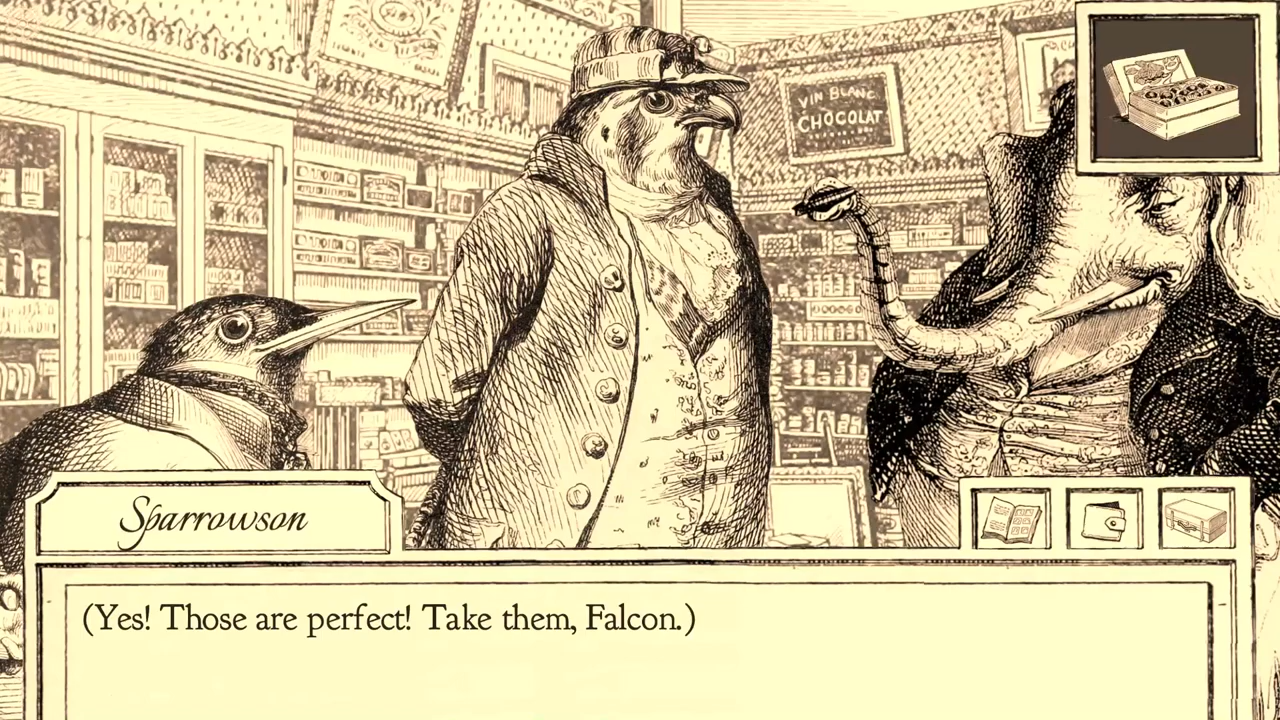 VIN BLANC
CHOCOLAT
Sparrowson
(Yes! Those are perfect! Take them, Falcon.)